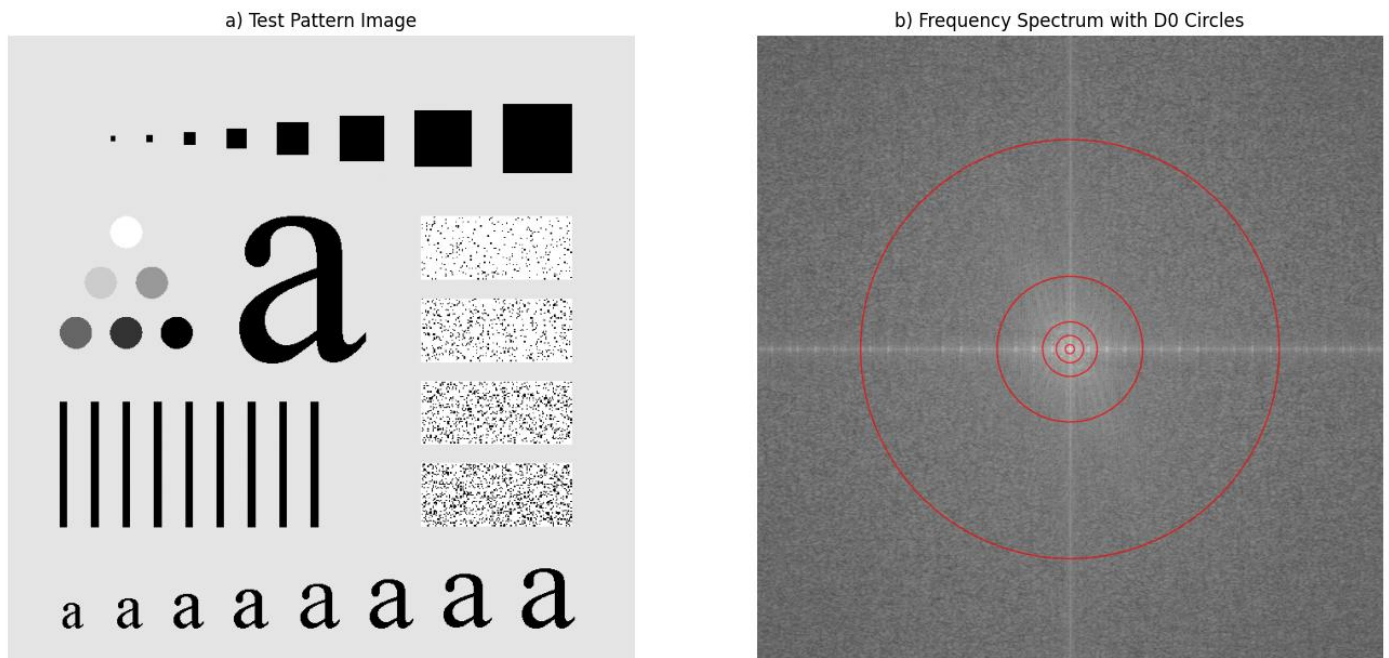 a) Test Pattern Image
b) Frequency Spectrum with D0 Circles
a
a a a a a a a a